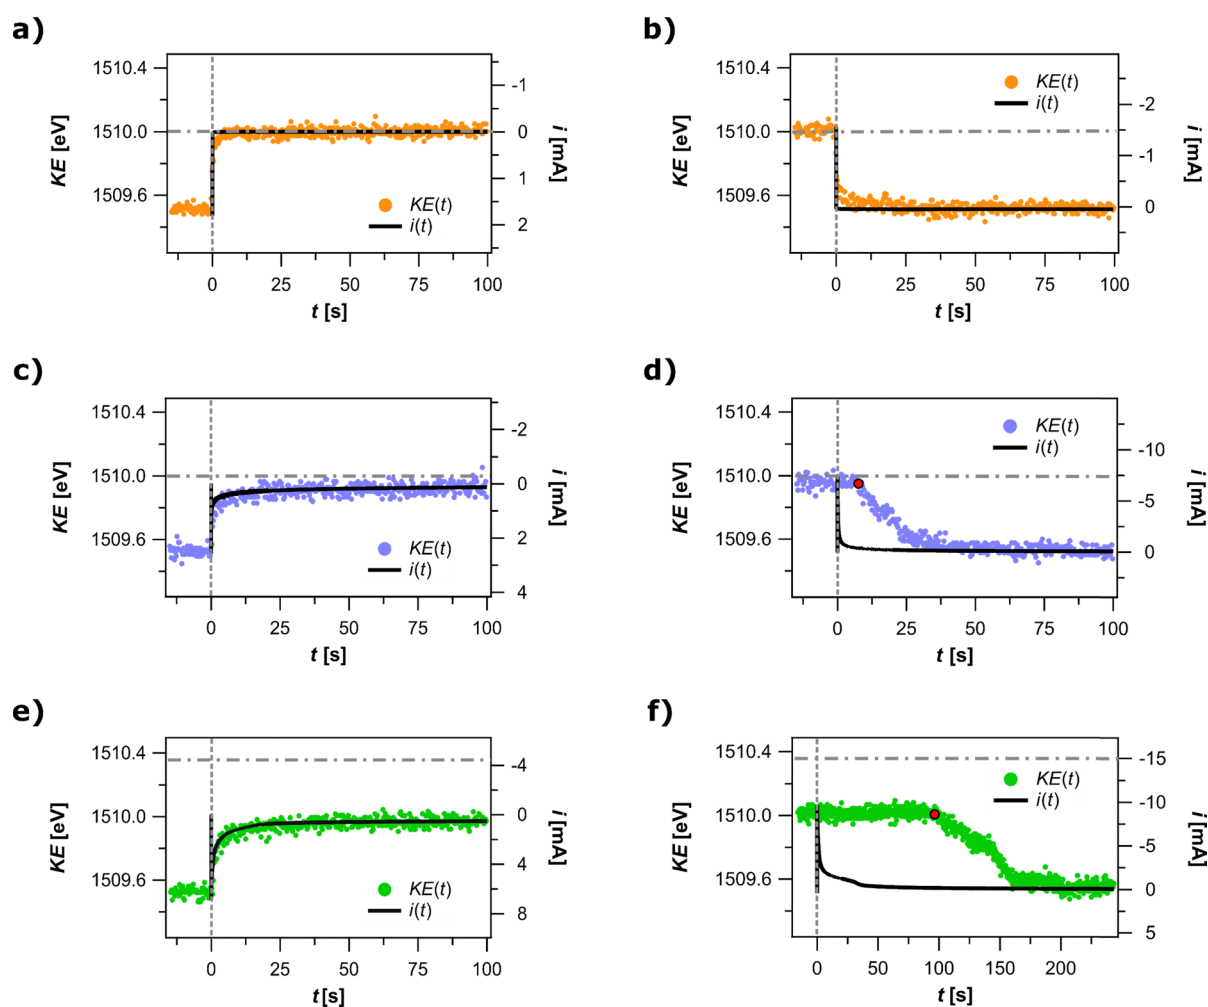 a)
1510.4
1510.0
1509.6
KE [eV]
-1
0
1
2
i [mA]
KE(t)
i(t)
0 25 50 75 100
t [s]
b)
1510.4
1510.0
1509.6
KE [eV]
-2
-1
0
i [mA]
KE(t)
i(t)
0 25 50 75 100
t [s]
c)
1510.4
1510.0
1509.6
KE [eV]
-2
0
2
4
i [mA]
KE(t)
i(t)
0 25 50 75 100
t [s]
d)
1510.4
1510.0
1509.6
KE [eV]
-10
-5
0
i [mA]
KE(t)
i(t)
0 25 50 75 100
t [s]
e)
1510.4
1510.0
1509.6
KE [eV]
-4
0
4
8
i [mA]
KE(t)
i(t)
0 25 50 75 100
t [s]
f)
1510.4
1510.0
1509.6
KE [eV]
-15
-10
-5
0
5
i [mA]
KE(t)
i(t)
0 50 100 150 200
t [s]